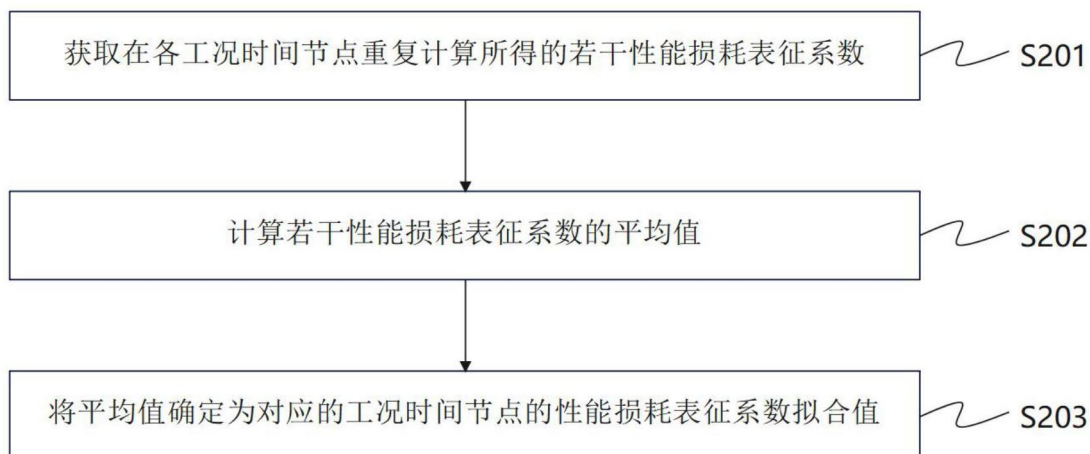 获取在各工况时间节点重复计算所得的若干性能损耗表征系数
S201
计算若干性能损耗表征系数的平均值
S202
将平均值确定为对应的工况时间节点的性能损耗表征系数拟合值
S203